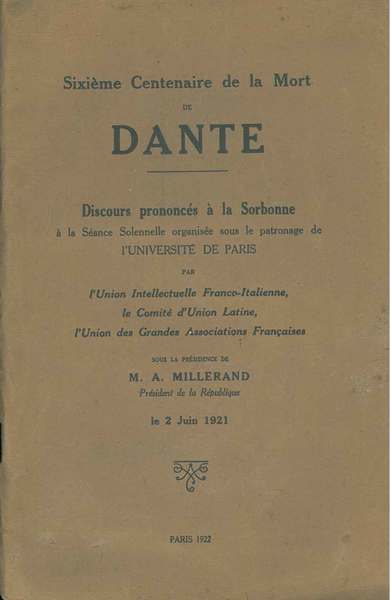 Sixième Centenaire de la Mort
DE
DANTE
Discours prononcés à la Sorbonne
à la Séance Solennelle organisée sous le patronage de
l'UNIVERSITÉ DE PARIS
PAR
l'Union Intellectuelle Franco-Italienne,
le Comité d'Union Latine,
l'Union des Grandes Associations Françaises
SOUS LA PRÉSIDENCE DE
M. A. MILLERAND
Président de la République
le 2 Juin 1921
PARIS 1922